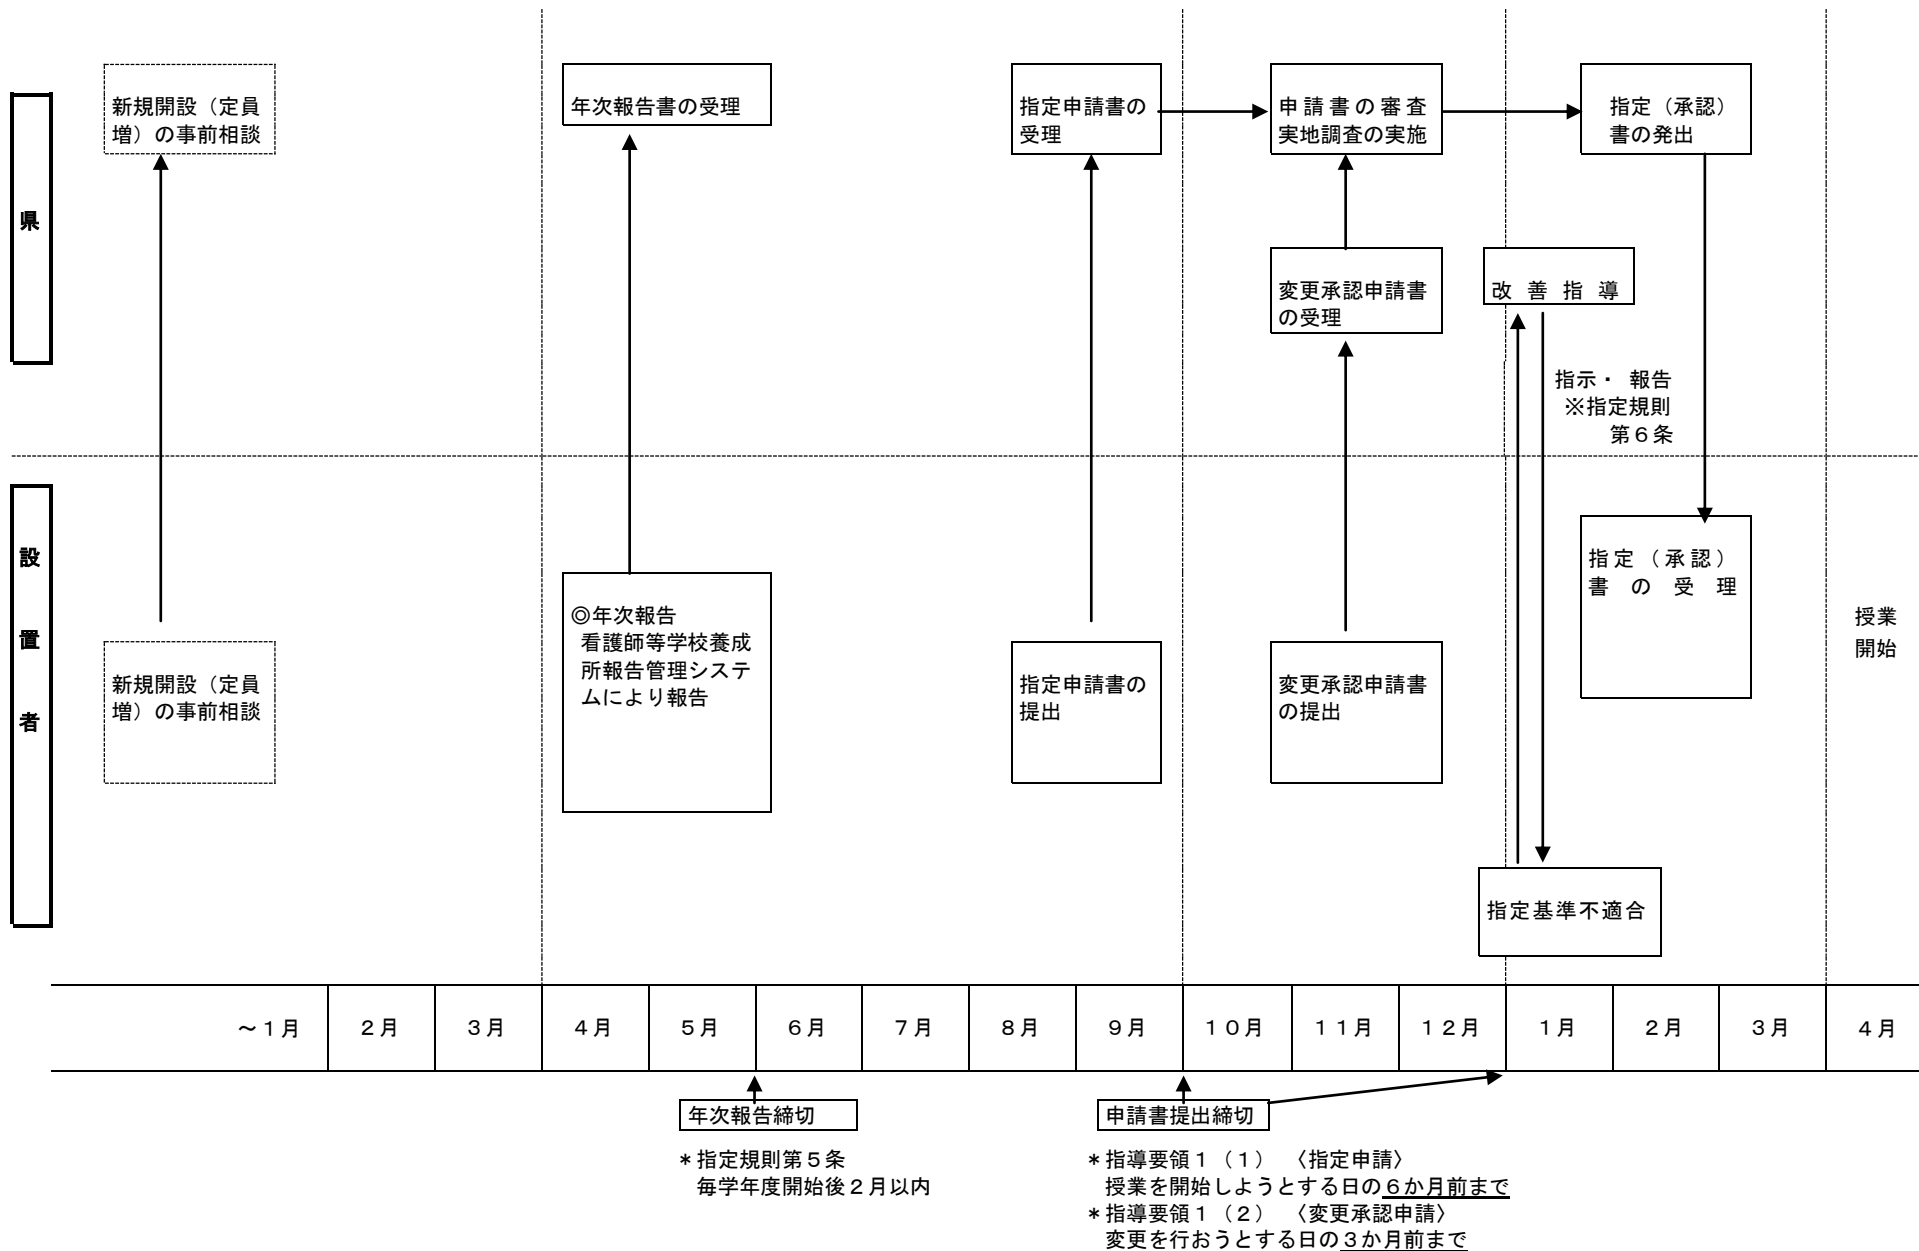 県
新規開設（定員
増）の事前相談
年次報告書の受理
指定申請書の
受理
申請書の審査
実地調査の実施
指定（承認）
書の発出
変更承認申請書
の受理
改善指導
指示・ 報告
※指定規則
第６条
設置者
新規開設（定員
増）の事前相談
◎年次報告
看護師等学校養成
所報告管理システ
ムにより報告
指定申請書の
提出
変更承認申請書
の提出
指定（承認）
書の受理
授業
開始
指定基準不適合
～１月 ２月 ３月 ４月 ５月 ６月 ７月 ８月 ９月 １０月 １１月 １２月 １月 ２月 ３月 ４月
年次報告締切
＊指定規則第５条
毎学年度開始後２月以内
申請書提出締切
＊指導要領１（１） 〈指定申請〉
授業を開始しようとする日の６か月前まで
＊指導要領１（２） 〈変更承認申請〉
変更を行おうとする日の３か月前まで